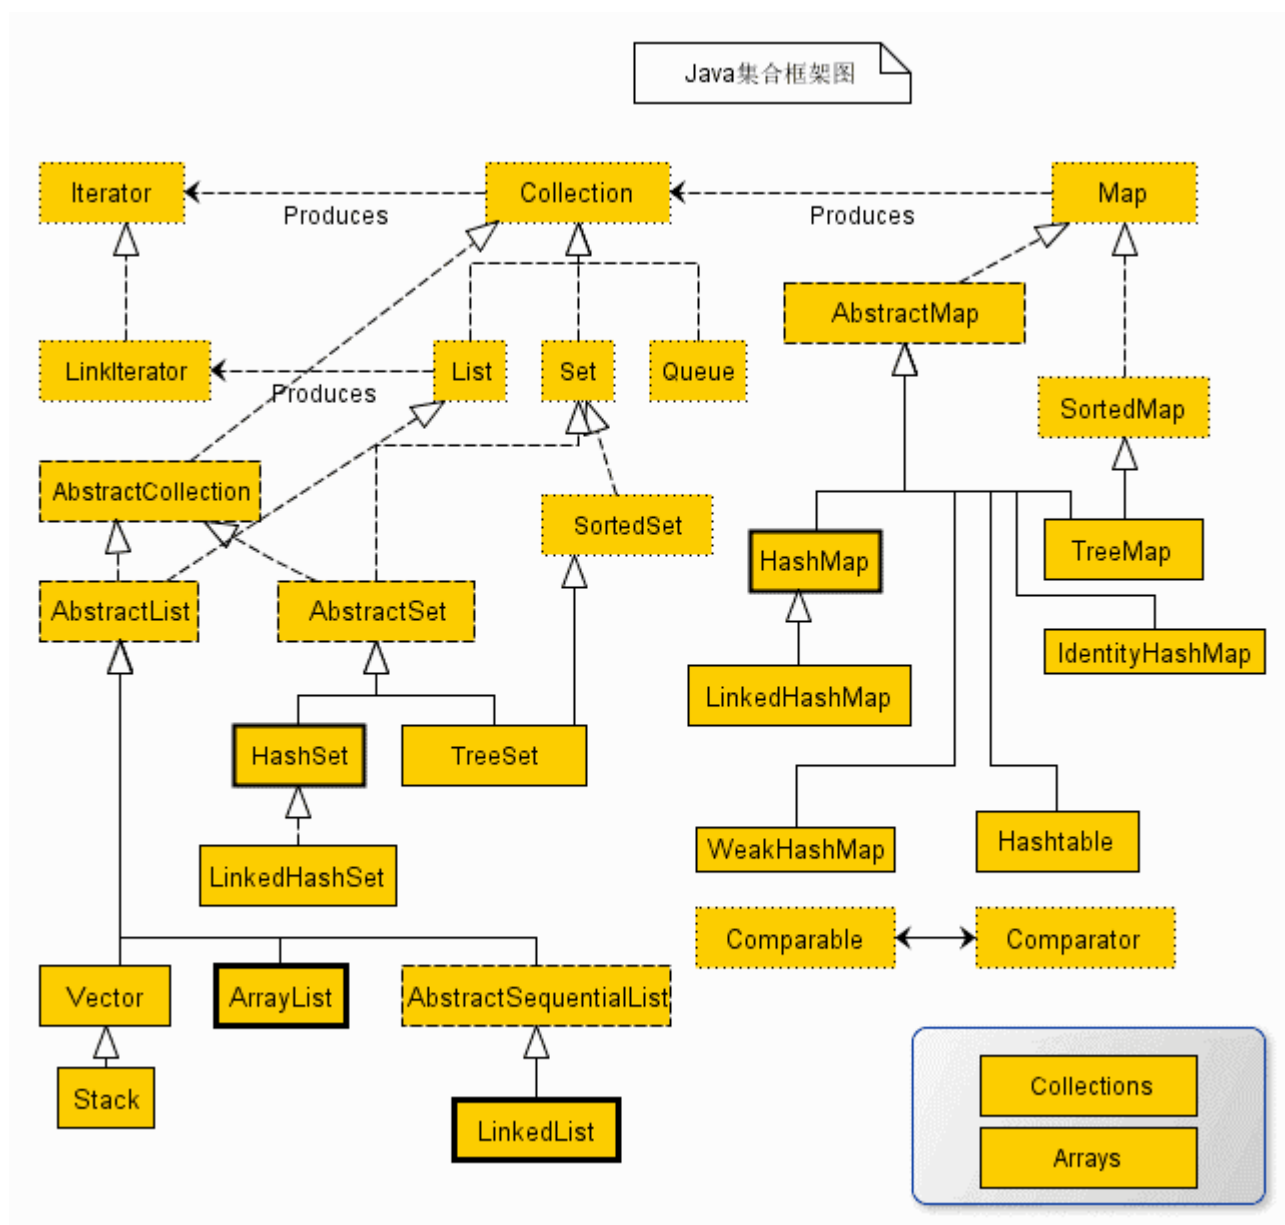 Java集合框架图
Iterator
Collection
Map
Produces
Produces
AbstractMap
LinkIterator
List
Set
Queue
Produces
SortedMap
AbstractCollection
SortedSet
HashMap
TreeMap
AbstractList
AbstractSet
IdentityHashMap
LinkedHashMap
HashSet
TreeSet
WeakHashMap
Hashtable
LinkedHashSet
Comparable
Comparator
Vector
ArrayList
AbstractSequentialList
Stack
LinkedList
Collections
Arrays